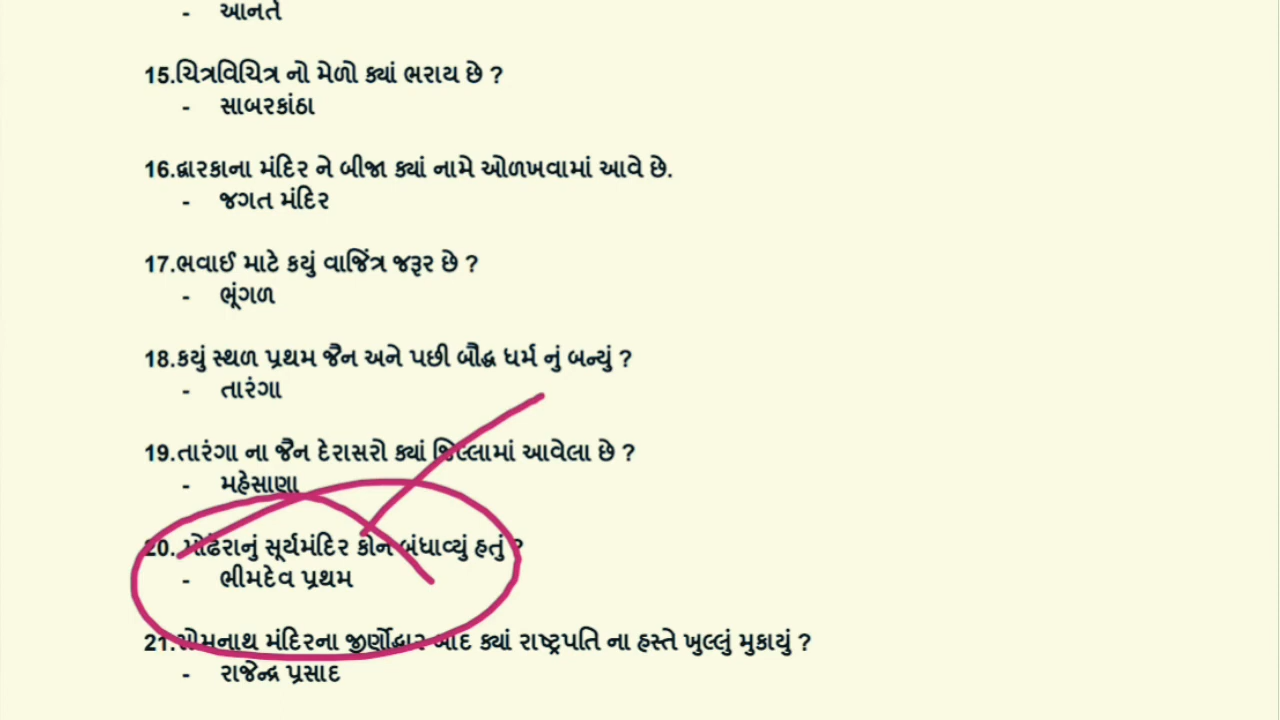 - આનર્ત
15.ચિત્રવિચિત્ર નો મેળો ક્યાં ભરાય છે ?
- સાબરકાંઠા
16.દ્વારકાના મંદિર ને બીજા ક્યાં નામે ઓળખવામાં આવે છે.
- જગત મંદિર
17.ભવાઈ માટે કયું વાજિંત્ર જરૂર છે ?
- ભૂંગળ
18.કયું સ્થળ પ્રથમ જૈન અને પછી બૌદ્ધ ધર્મ નું બન્યું ?
- તારંગા
19.તારંગા ના જૈન દેરાસરો ક્યાં જિલ્લામાં આવેલા છે ?
- મહેસાણા
20. મોઢેરાનું સૂર્યમંદિર કોને બંધાવ્યું હતું ?
- ભીમદેવ પ્રથમ
21.સોમનાથ મંદિરના જીર્ણોદ્ધાર બાદ ક્યાં રાષ્ટ્રપતિ ના હસ્તે ખુલ્લું મુકાયું ?
- રાજેન્દ્ર પ્રસાદ